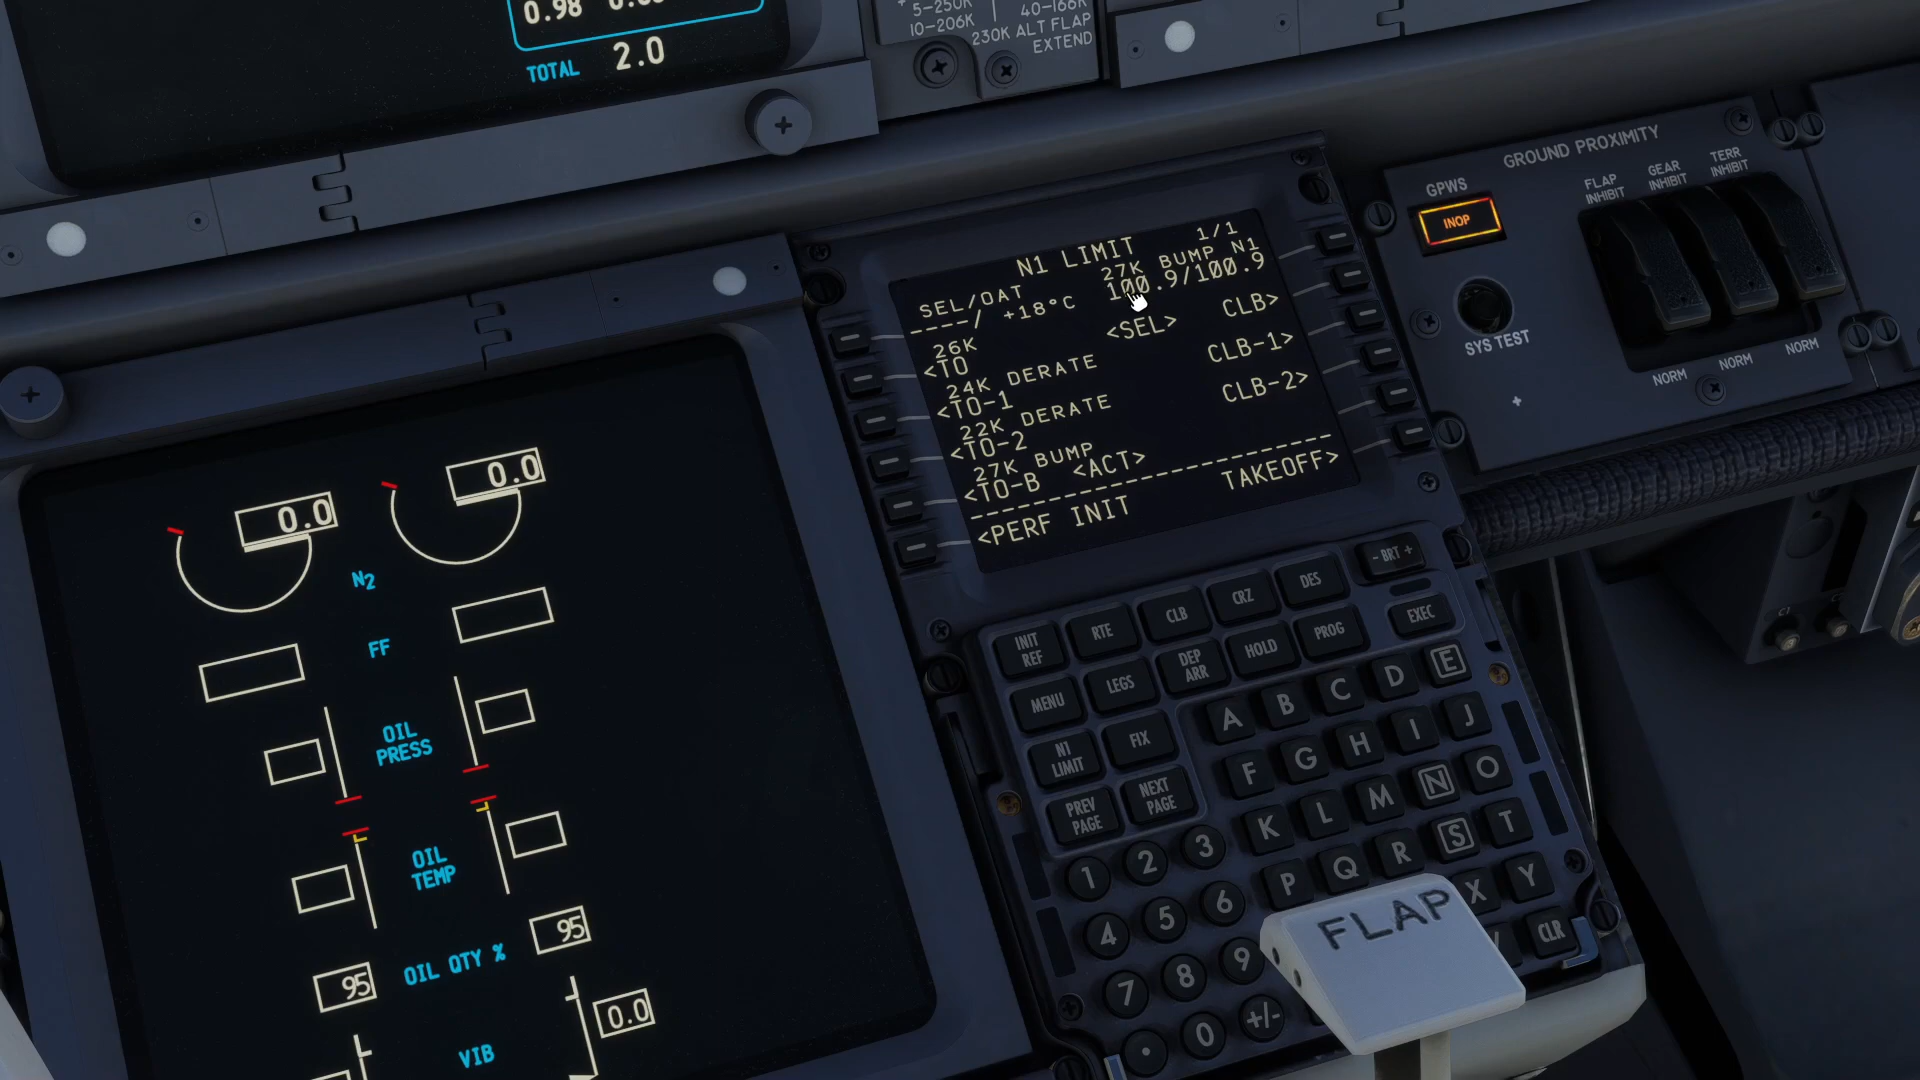 0.98
TOTAL 2.0
5-250K
10-206K
40-166K
230K ALT FLAP
EXTEND
GROUND PROXIMITY
GPWS
INOP
SYS TEST
FLAP
INHIBIT
GEAR
INHIBIT
TERR
INHIBIT
NORM
NORM
NORM
N1 LIMIT 1/1
SEL/OAT 27K BUMP N1
----/ +18°C 100.9/100.9
26K <SEL>
<TO CLB>
24K DERATE
<TO-1 CLB-1>
22K DERATE
<TO-2 CLB-2>
27K BUMP
<TO-B <ACT>
<PERF INIT TAKEOFF>
- BRT +
INIT
REF
RTE
CLB
CRZ
DES
MENU
LEGS
DEP
ARR
HOLD
PROG
EXEC
N1
LIMIT
FIX
PREV
PAGE
NEXT
PAGE
A B C D E
F G H I J
K L M N O
P Q R S T
X Y
CLR
1 2 3
4 5 6
7 8 9
. 0 +/-
FLAP
0.0 0.0
N2
FF
OIL
PRESS
OIL
TEMP
95 OIL QTY % 95
VIB 0.0
C1